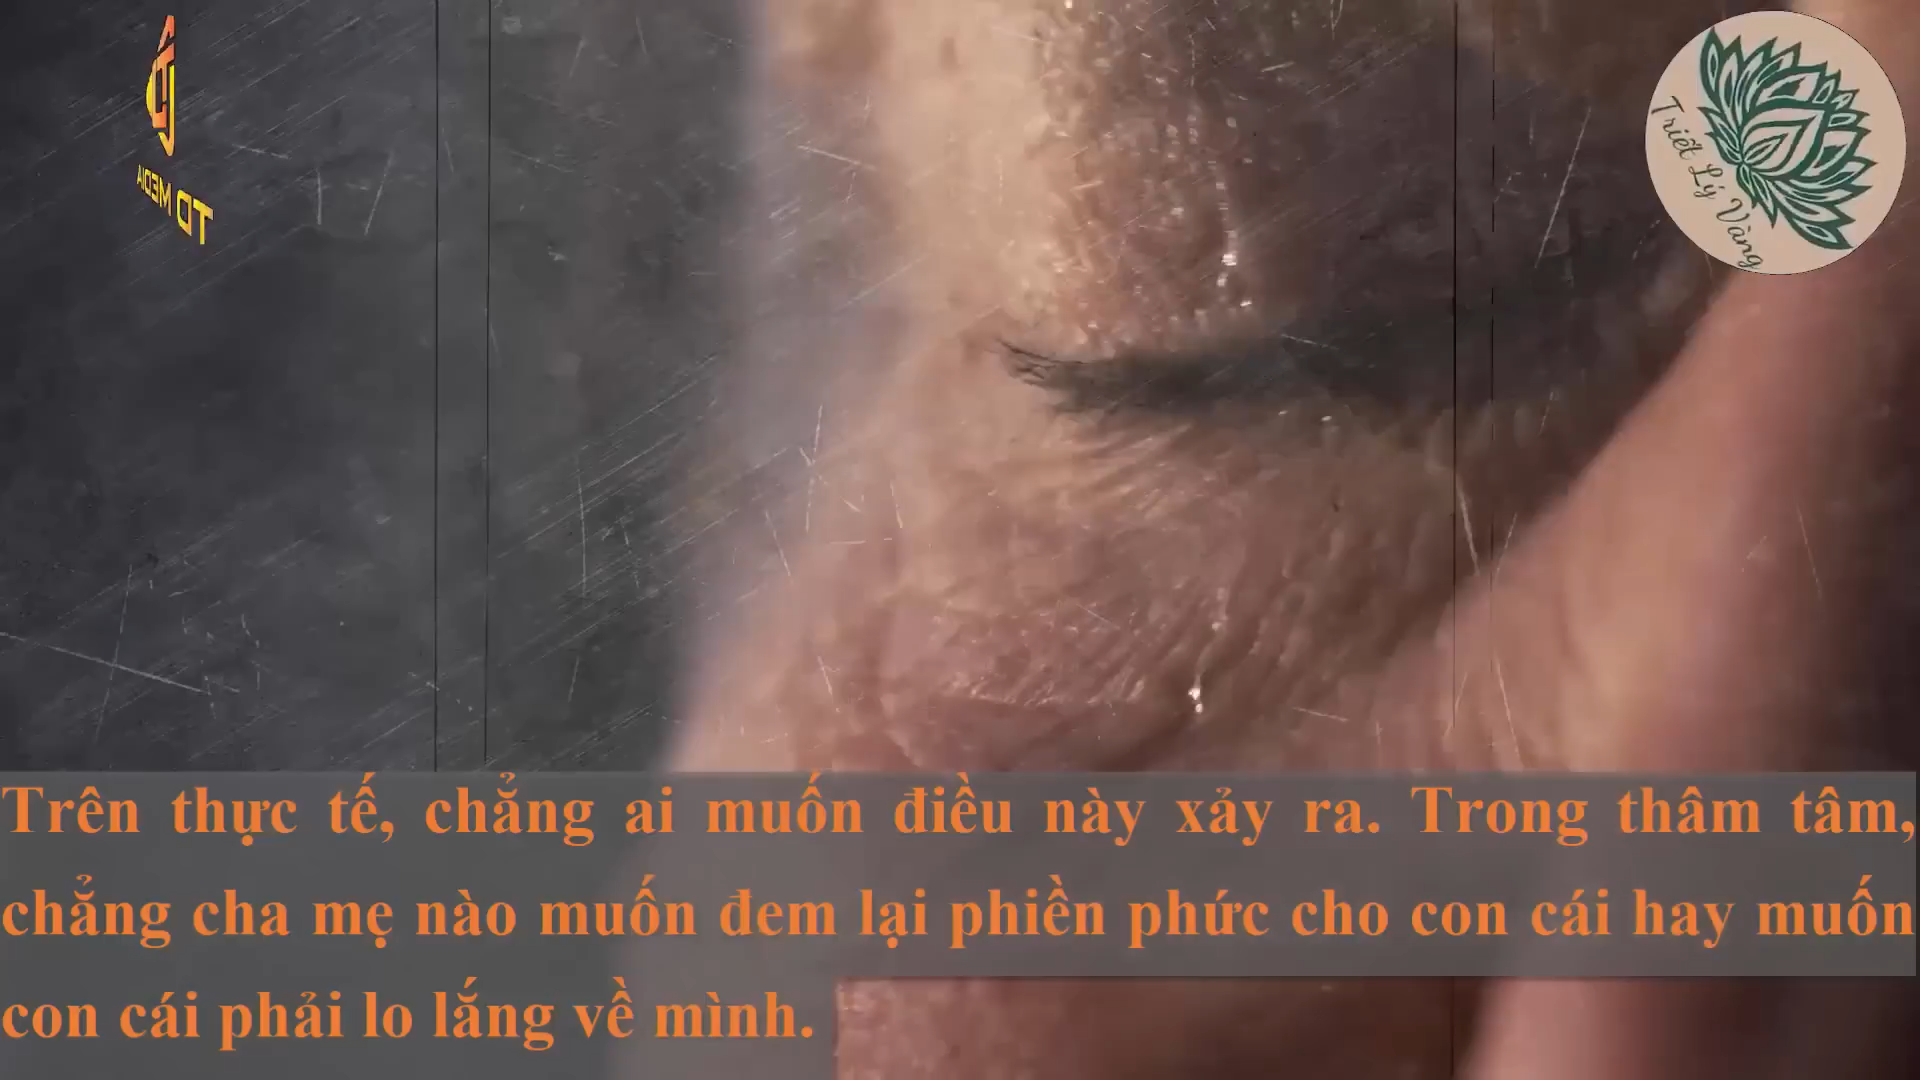 TD MEDIA
Triết Lý Vàng
Trên thực tế, chẳng ai muốn điều này xảy ra. Trong thâm tâm,
chẳng cha mẹ nào muốn đem lại phiền phức cho con cái hay muốn
con cái phải lo lắng về mình.